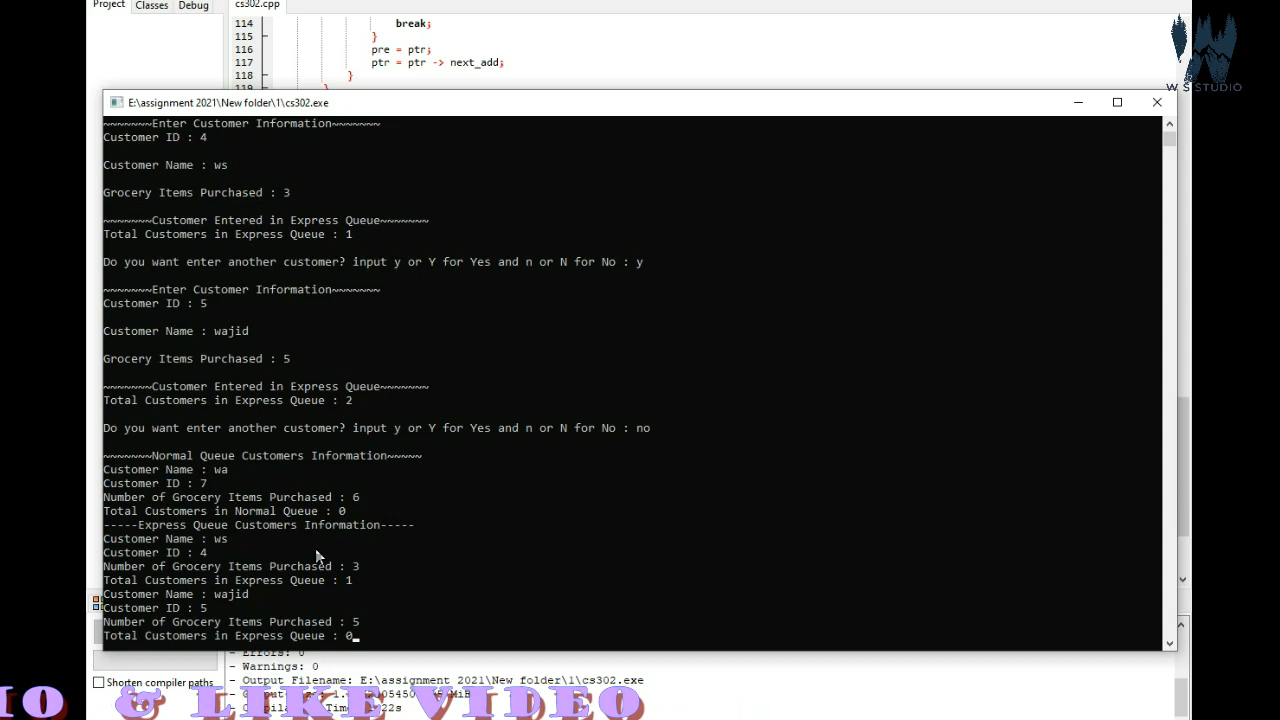 Project Classes Debug cs302.cpp
114 break;
115 }
116 pre = ptr;
117 ptr = ptr -> next_add;
118 }
119
W S STUDIO
E:\assignment 2021\New folder\1\cs302.exe
~~~~~~~Enter Customer Information~~~~~~~
Customer ID : 4
Customer Name : ws
Grocery Items Purchased : 3
~~~~~~~Customer Entered in Express Queue~~~~~~~
Total Customers in Express Queue : 1
Do you want enter another customer? input y or Y for Yes and n or N for No : y
~~~~~~~Enter Customer Information~~~~~~~
Customer ID : 5
Customer Name : wajid
Grocery Items Purchased : 5
~~~~~~~Customer Entered in Express Queue~~~~~~~
Total Customers in Express Queue : 2
Do you want enter another customer? input y or Y for Yes and n or N for No : no
~~~~~~~Normal Queue Customers Information~~~~~
Customer Name : wa
Customer ID : 7
Number of Grocery Items Purchased : 6
Total Customers in Normal Queue : 0
-----Express Queue Customers Information-----
Customer Name : ws
Customer ID : 4
Number of Grocery Items Purchased : 3
Total Customers in Express Queue : 1
Customer Name : wajid
Customer ID : 5
Number of Grocery Items Purchased : 5
Total Customers in Express Queue : 0
- Errors: 0
- Warnings: 0
- Output Filename: E:\assignment 2021\New folder\1\cs302.exe
Shorten compiler paths
IO & LIKE VIDEO